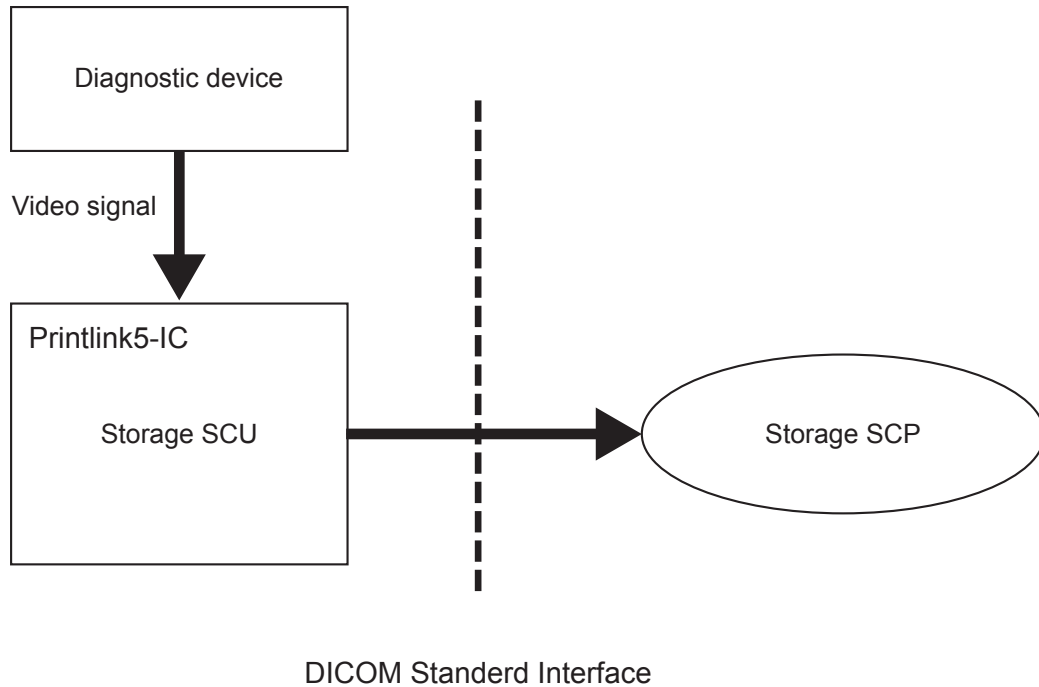 Diagnostic device
Video signal
Printlink5-IC
Storage SCU
Storage SCP
DICOM Standerd Interface